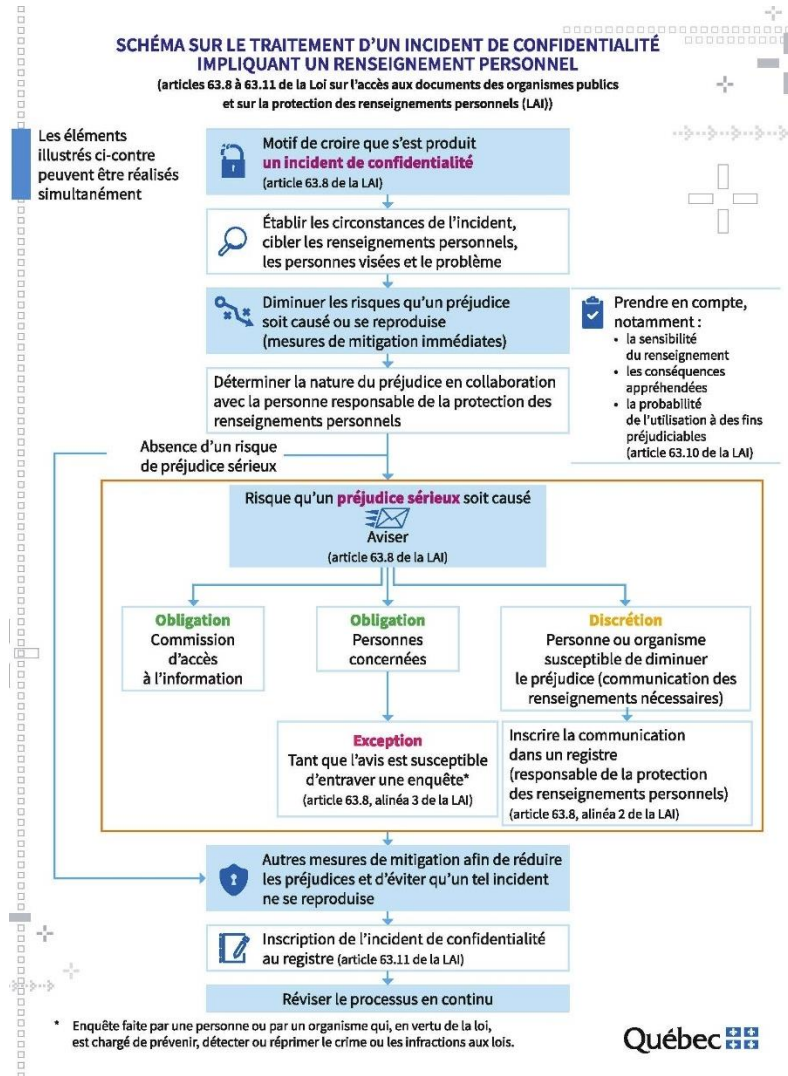 SCHÉMA SUR LE TRAITEMENT D'UN INCIDENT DE CONFIDENTIALITÉ
IMPLIQUANT UN RENSEIGNEMENT PERSONNEL
(articles 63.8 à 63.11 de la Loi sur l'accès aux documents des organismes publics
et sur la protection des renseignements personnels (LAI))
Les éléments
illustrés ci-contre
peuvent être réalisés
simultanément
Motif de croire que s'est produit
un incident de confidentialité
(article 63.8 de la LAI)
Établir les circonstances de l'incident,
cibler les renseignements personnels,
les personnes visées et le problème
Diminuer les risques qu'un préjudice
soit causé ou se reproduise
(mesures de mitigation immédiates)
Prendre en compte,
notamment :
• la sensibilité
du renseignement
• les conséquences
appréhendées
• la probabilité
de l'utilisation à des fins
préjudiciables
(article 63.10 de la LAI)
Déterminer la nature du préjudice en collaboration
avec la personne responsable de la protection des
renseignements personnels
Absence d'un risque
de préjudice sérieux
Risque qu'un préjudice sérieux soit causé
Aviser
(article 63.8 de la LAI)
Obligation
Commission
d'accès
à l'information
Obligation
Personnes
concernées
Discrétion
Personne ou organisme
susceptible de diminuer
le préjudice (communication des
renseignements nécessaires)
Exception
Tant que l'avis est susceptible
d'entraver une enquête*
(article 63.8, alinéa 3 de la LAI)
Inscrire la communication
dans un registre
(responsable de la protection
des renseignements personnels)
(article 63.8, alinéa 2 de la LAI)
Autres mesures de mitigation afin de réduire
les préjudices et d'éviter qu'un tel incident
ne se reproduise
Inscription de l'incident de confidentialité
au registre (article 63.11 de la LAI)
Réviser le processus en continu
* Enquête faite par une personne ou par un organisme qui, en vertu de la loi,
est chargé de prévenir, détecter ou réprimer le crime ou les infractions aux lois.
Québec